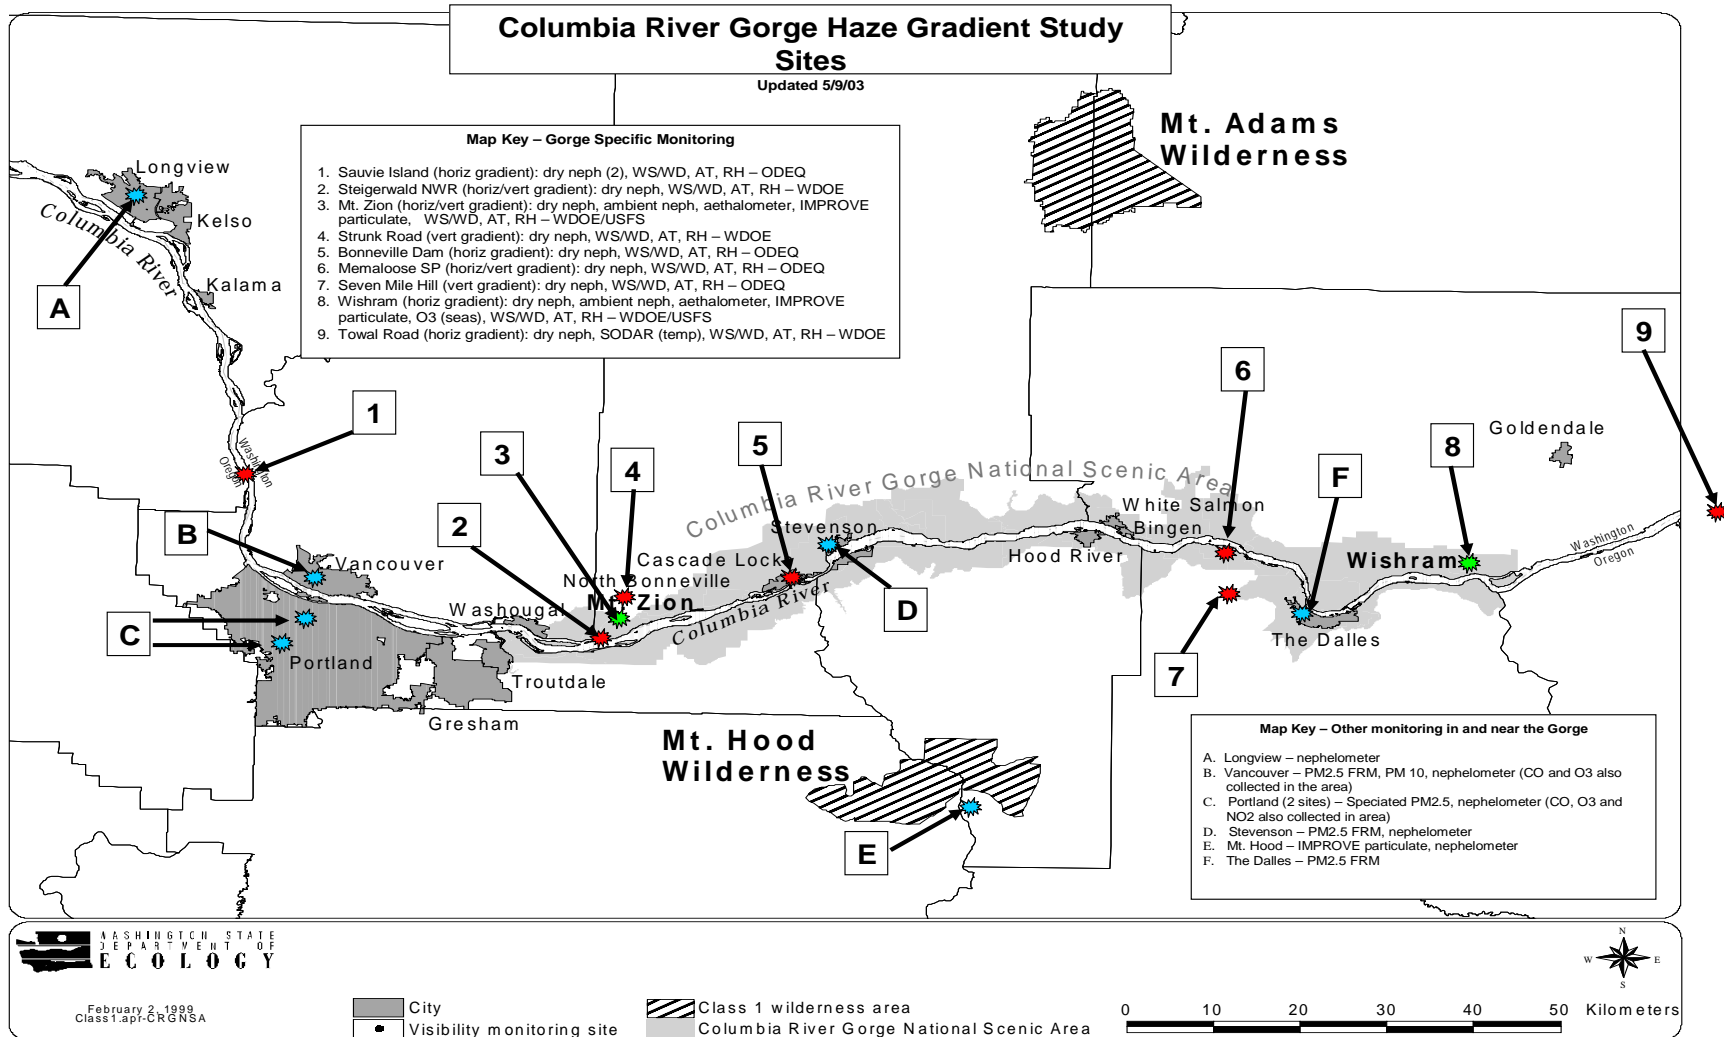 Columbia River Gorge Haze Gradient Study
Sites
Updated 5/9/03
Map Key – Gorge Specific Monitoring
1. Sauvie Island (horiz gradient): dry neph (2), WS/WD, AT, RH – ODEQ
2. Steigerwald NWR (horiz/vert gradient): dry neph, WS/WD, AT, RH – WDOE
3. Mt. Zion (horiz/vert gradient): dry neph, ambient neph, aethalometer, IMPROVE
particulate, WS/WD, AT, RH – WDOE/USFS
4. Strunk Road (vert gradient): dry neph, WS/WD, AT, RH – WDOE
5. Bonneville Dam (horiz gradient): dry neph, WS/WD, AT, RH – ODEQ
6. Memaloose SP (horiz/vert gradient): dry neph, WS/WD, AT, RH – ODEQ
7. Seven Mile Hill (vert gradient): dry neph, WS/WD, AT, RH – ODEQ
8. Wishram (horiz gradient): dry neph, ambient neph, aethalometer, IMPROVE
particulate, O3 (seas), WS/WD, AT, RH – WDOE/USFS
9. Towal Road (horiz gradient): dry neph, SODAR (temp), WS/WD, AT, RH – WDOE
Mt. Adams
Wilderness
Longview
Kelso
Columbia River
Kalama
A
1
Washington
Oregon
B
Vancouver
C
Portland
Washougal
Troutdale
Gresham
2
3
4
5
Mt. Zion
North Bonneville
Cascade Lock
Stevenson
Columbia River
Columbia River Gorge National Scenic Area
D
Hood River
White Salmon
Bingen
6
7
F
The Dalles
8
Wishram
Goldendale
9
Washington
Oregon
Mt. Hood
Wilderness
E
Map Key – Other monitoring in and near the Gorge
A. Longview – nephelometer
B. Vancouver – PM2.5 FRM, PM 10, nephelometer (CO and O3 also
collected in the area)
C. Portland (2 sites) – Speciated PM2.5, nephelometer (CO, O3 and
NO2 also collected in area)
D. Stevenson – PM2.5 FRM, nephelometer
E. Mt. Hood – IMPROVE particulate, nephelometer
F. The Dalles – PM2.5 FRM
WASHINGTON STATE
DEPARTMENT OF
ECOLOGY
February 2, 1999
Class1.apr-CRGNSA
City
Visibility monitoring site
Class 1 wilderness area
Columbia River Gorge National Scenic Area
0 10 20 30 40 50 Kilometers
N
W E
S